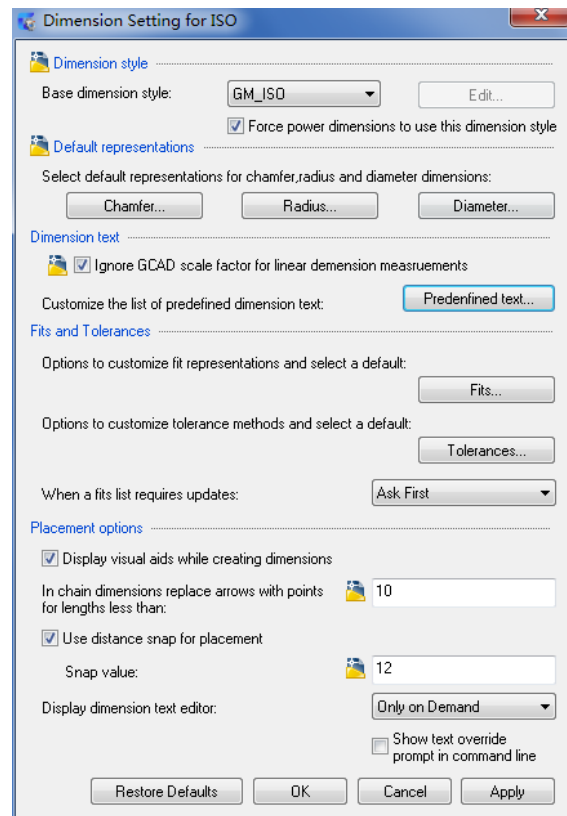 Dimension Setting for ISO
Dimension style
Base dimension style: GM_ISO Edit...
Force power dimensions to use this dimension style
Default representations
Select default representations for chamfer,radius and diameter dimensions:
Chamfer... Radius... Diameter...
Dimension text
Ignore GCAD scale factor for linear demension measruements
Customize the list of predefined dimension text: Predenfined text...
Fits and Tolerances
Options to customize fit representations and select a default:
Fits...
Options to customize tolerance methods and select a default:
Tolerances...
When a fits list requires updates: Ask First
Placement options
Display visual aids while creating dimensions
In chain dimensions replace arrows with points 10
for lengths less than:
Use distance snap for placement
Snap value: 12
Display dimension text editor: Only on Demand
Show text override
prompt in command line
Restore Defaults OK Cancel Apply